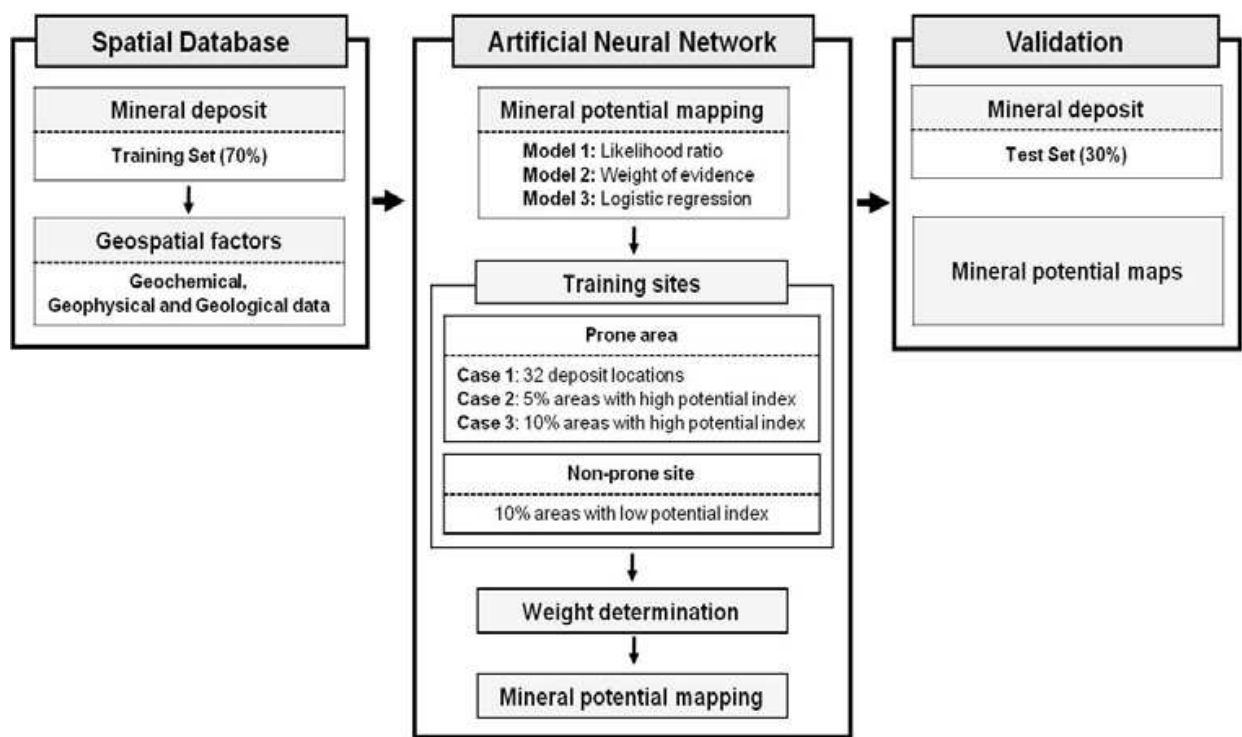 Spatial Database
Mineral deposit
Training Set (70%)
Geospatial factors
Geochemical,
Geophysical and Geological data
Artificial Neural Network
Mineral potential mapping
Model 1: Likelihood ratio
Model 2: Weight of evidence
Model 3: Logistic regression
Training sites
Prone area
Case 1: 32 deposit locations
Case 2: 5% areas with high potential index
Case 3: 10% areas with high potential index
Non-prone site
10% areas with low potential index
Weight determination
Mineral potential mapping
Validation
Mineral deposit
Test Set (30%)
Mineral potential maps